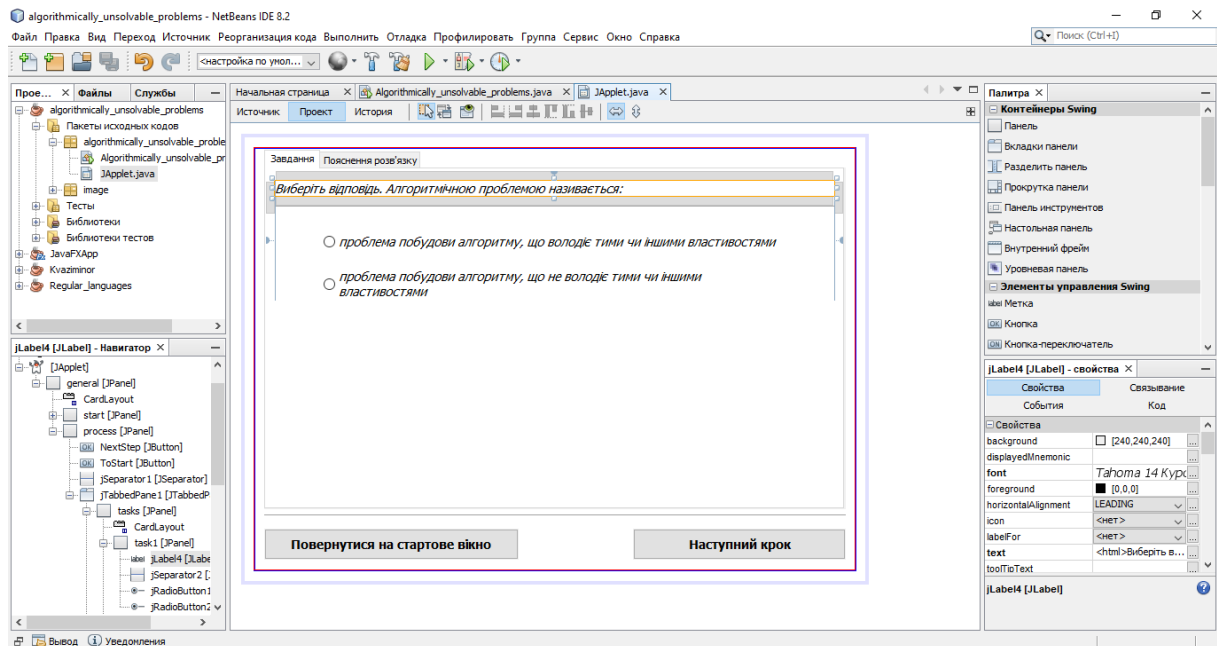 algorithmically_unsolvable_problems - NetBeans IDE 8.2
Файл Правка Вид Переход Источник Реорганизация кода Выполнить Отладка Профилировать Группа Сервис Окно Справка
Поиск (Ctrl+I)
<настройка по умол...
Прое... Файлы Службы
algorithmically_unsolvable_problems
Пакеты исходных кодов
algorithmically_unsolvable_proble
Algorithmically_unsolvable_pr
JApplet.java
image
Тесты
Библиотеки
Библиотеки тестов
JavaFXApp
Kvaziminor
Regular_languages
jLabel4 [JLabel] - Навигатор
[JApplet]
general [JPanel]
CardLayout
start [JPanel]
process [JPanel]
NextStep [JButton]
ToStart [JButton]
jSeparator1 [JSeparator]
jTabbedPane1 [JTabbedP
tasks [JPanel]
CardLayout
task1 [JPanel]
label jLabel4 [JLabe
jSeparator2 [J
jRadioButton1
jRadioButton2
Начальная страница Algorithmically_unsolvable_problems.java JApplet.java
Источник Проект История
Завдання Пояснення розв'язку
Виберіть відповідь. Алгоритмічною проблемою називається:
проблема побудови алгоритму, що володіє тими чи іншими властивостями
проблема побудови алгоритму, що не володіє тими чи іншими
властивостями
Повернутися на стартове вікно Наступний крок
Палитра
Контейнеры Swing
Панель
Вкладки панели
Разделить панель
Прокрутка панели
Панель инструментов
Настольная панель
Внутренний фрейм
Уровневая панель
Элементы управления Swing
label Метка
OK Кнопка
ON Кнопка-переключатель
jLabel4 [JLabel] - свойства
Свойства Связывание
События Код
Свойства
background [240,240,240] ...
displayedMnemonic ...
font Tahoma 14 Курс ...
foreground [0,0,0] ...
horizontalAlignment LEADING ...
icon <нет> ...
labelFor <нет> ...
text <html>Виберіть в... ...
toolTipText ...
jLabel4 [JLabel]
Вывод Уведомления